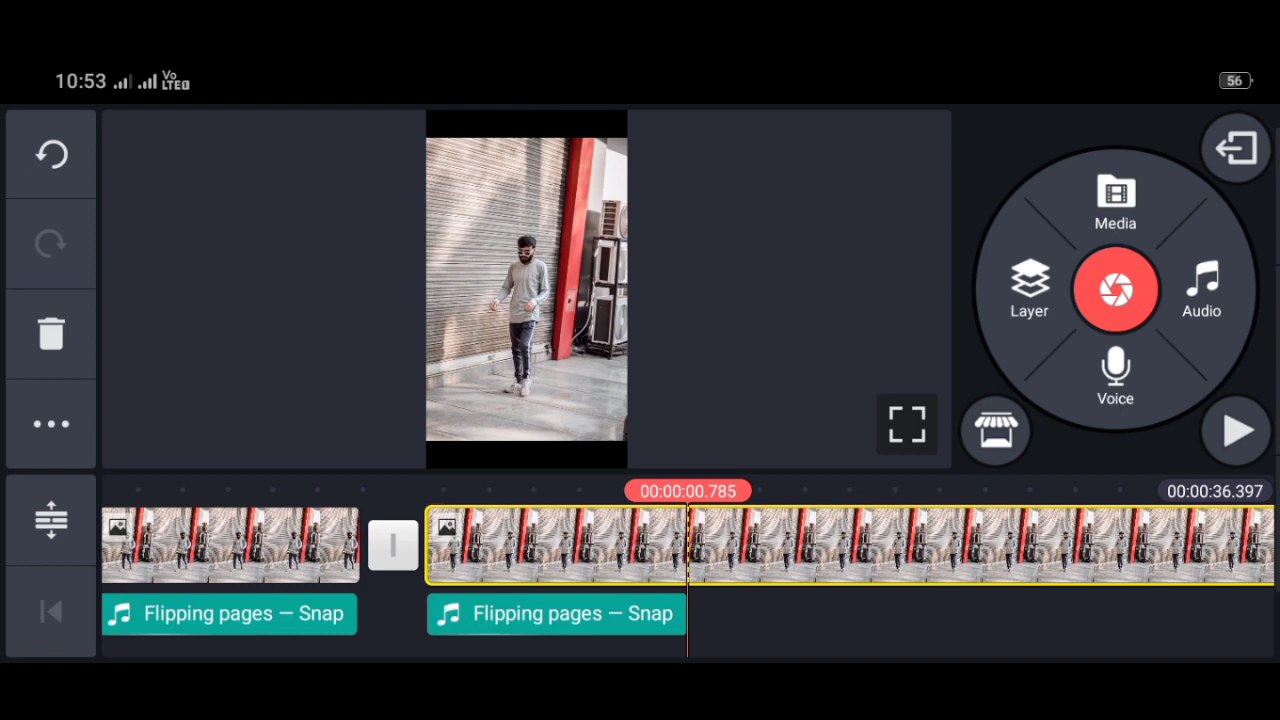 10:53
Vo
LTE
56
Media
Layer
Audio
Voice
00:00:00.785
00:00:36.397
Flipping pages — Snap
Flipping pages — Snap